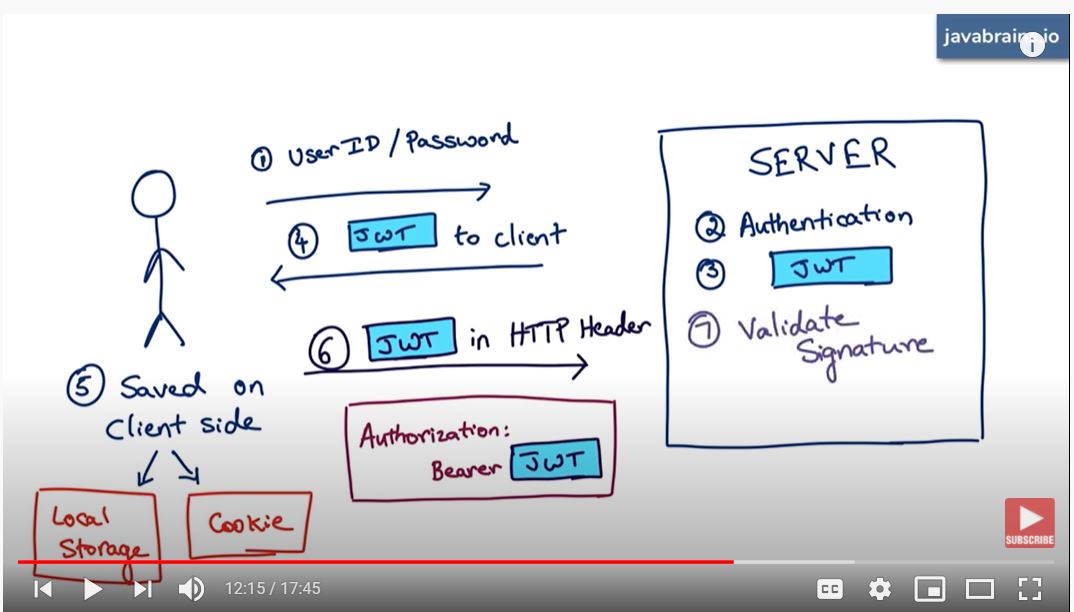 javabrains.io
① UserID / Password
④ JWT to client
⑥ JWT in HTTP Header
Authorization:
Bearer JWT
⑤ Saved on
Client side
Local
Storage
Cookie
SERVER
② Authentication
③ JWT
⑦ Validate
Signature
SUBSCRIBE
12:15 / 17:45
CC